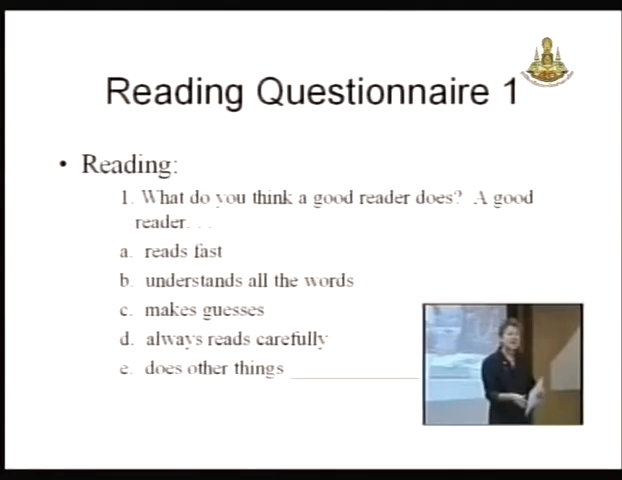 Reading Questionnaire 1
• Reading:
1. What do you think a good reader does? A good
reader. . .
a. reads fast
b. understands all the words
c. makes guesses
d. always reads carefully
e. does other things ____________